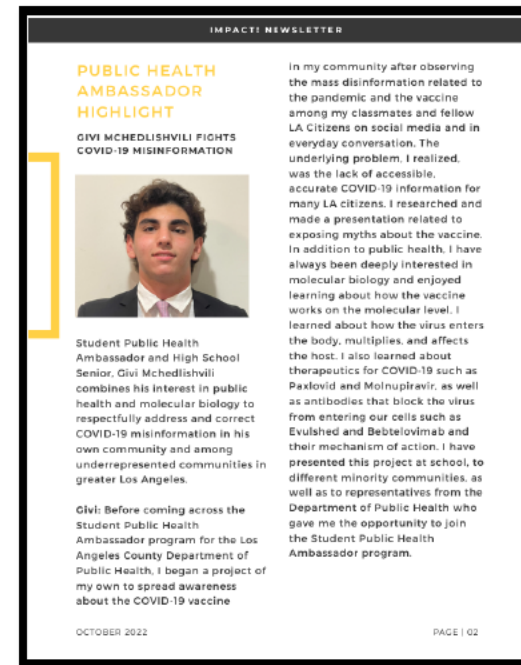 IMPACT! NEWSLETTER
PUBLIC HEALTH
AMBASSADOR
HIGHLIGHT
GIVI MCHEDLISHVILI FIGHTS
COVID-19 MISINFORMATION
Student Public Health
Ambassador and High School
Senior, Givi Mchedlishvili
combines his interest in public
health and molecular biology to
respectfully address and correct
COVID-19 misinformation in his
own community and among
underrepresented communities in
greater Los Angeles.
Givi: Before coming across the
Student Public Health
Ambassador program for the Los
Angeles County Department of
Public Health, I began a project of
my own to spread awareness
about the COVID-19 vaccine
in my community after observing
the mass disinformation related to
the pandemic and the vaccine
among my classmates and fellow
LA Citizens on social media and in
everyday conversation. The
underlying problem, I realized,
was the lack of accessible,
accurate COVID-19 information for
many LA citizens. I researched and
made a presentation related to
exposing myths about the vaccine.
In addition to public health, I have
always been deeply interested in
molecular biology and enjoyed
learning about how the vaccine
works on the molecular level. I
learned about how the virus enters
the body, multiplies, and affects
the host. I also learned about
therapeutics for COVID-19 such as
Paxlovid and Molnupiravir, as well
as antibodies that block the virus
from entering our cells such as
Evulshed and Bebtelovimab and
their mechanism of action. I have
presented this project at school, to
different minority communities, as
well as to representatives from the
Department of Public Health who
gave me the opportunity to join
the Student Public Health
Ambassador program.
OCTOBER 2022
PAGE | 02